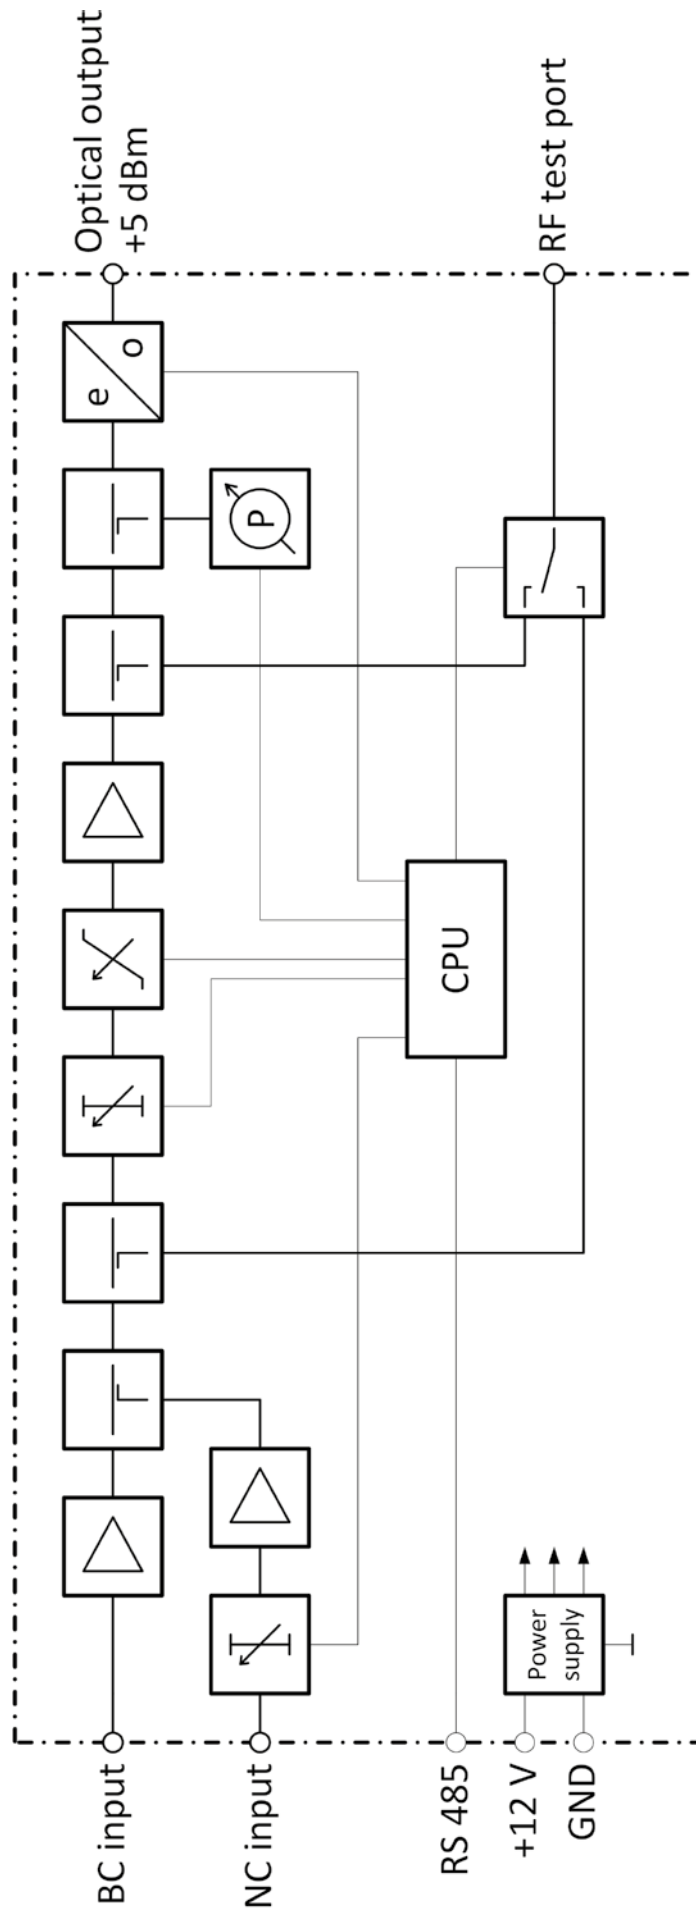 Optical output
+5 dBm
RF test port
e
o
P
CPU
Power
supply
BC input
NC input
RS 485
+12 V
GND